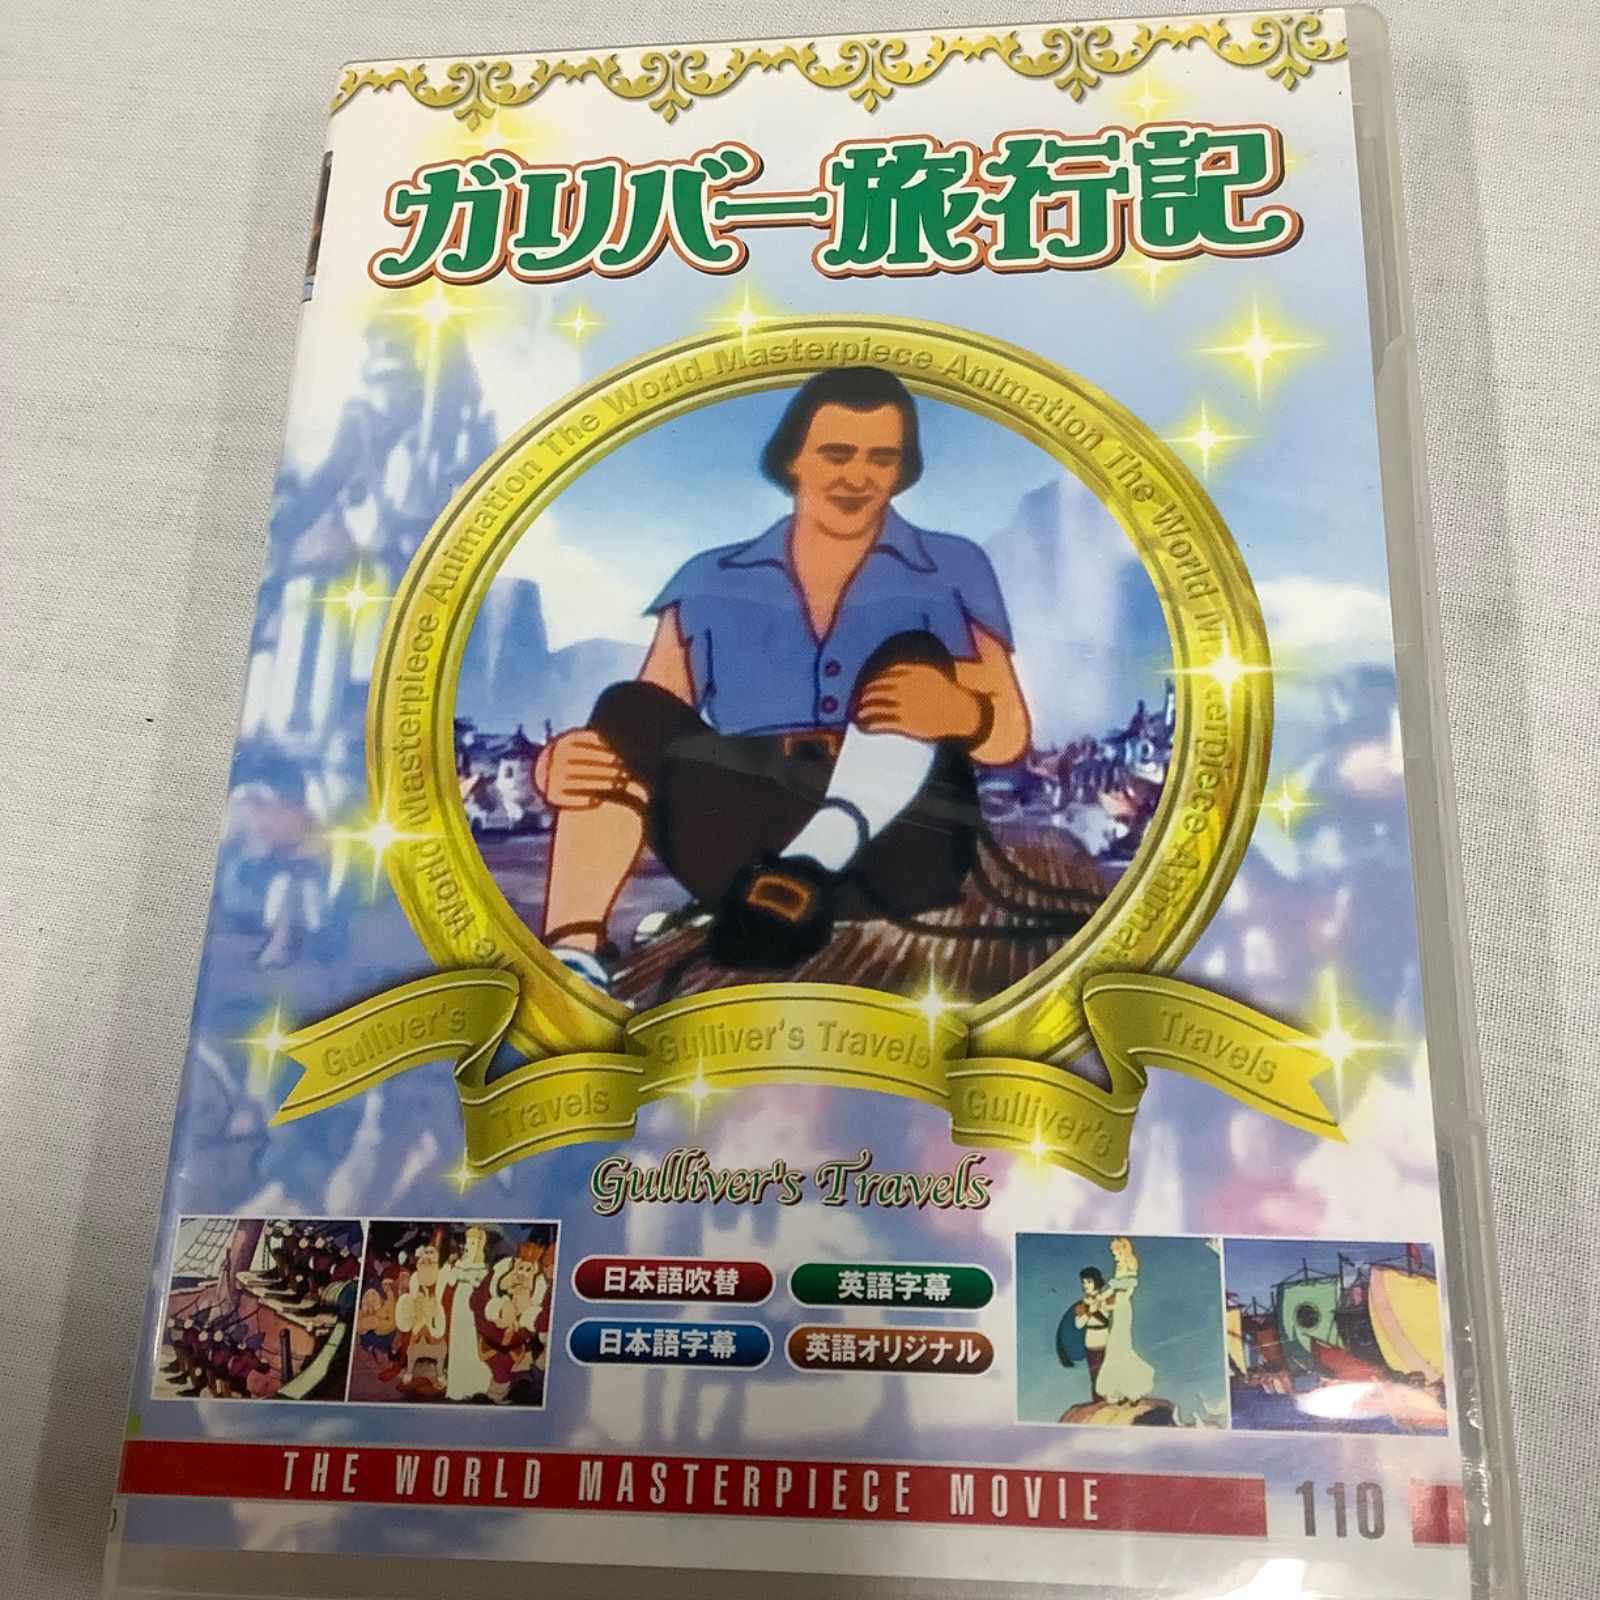 ガリバー旅行記
The World Masterpiece Animation The World Masterpiece Animation The World Masterpiece Animation
Gulliver's Travels Gulliver's Travels Gulliver's Travels
Gulliver's Travels
日本語吹替
英語字幕
日本語字幕
英語オリジナル
THE WORLD MASTERPIECE MOVIE 110